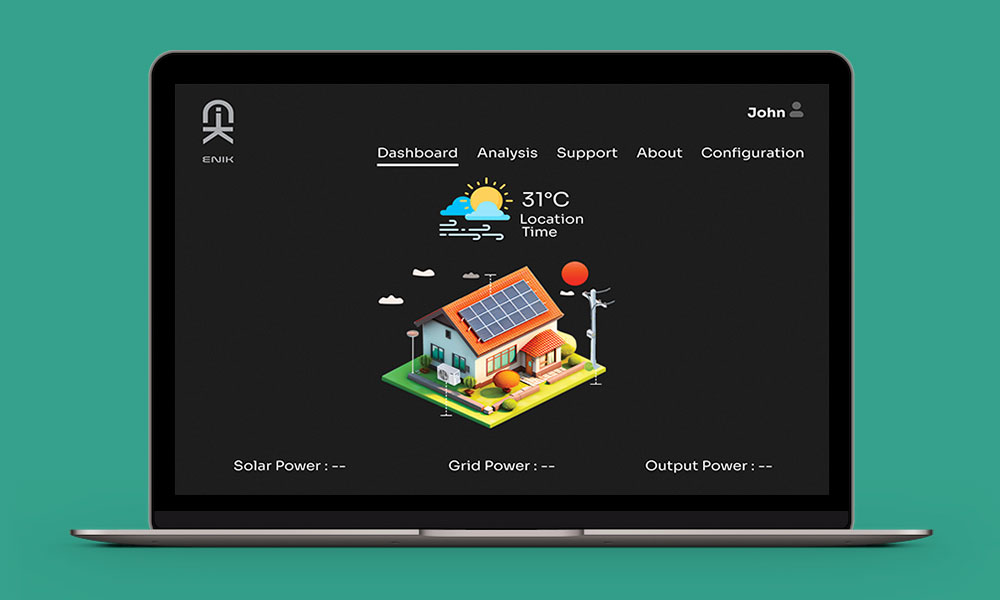 ENIK
John
Dashboard Analysis Support About Configuration
31°C
Location
Time
Solar Power : --
Grid Power : --
Output Power : --